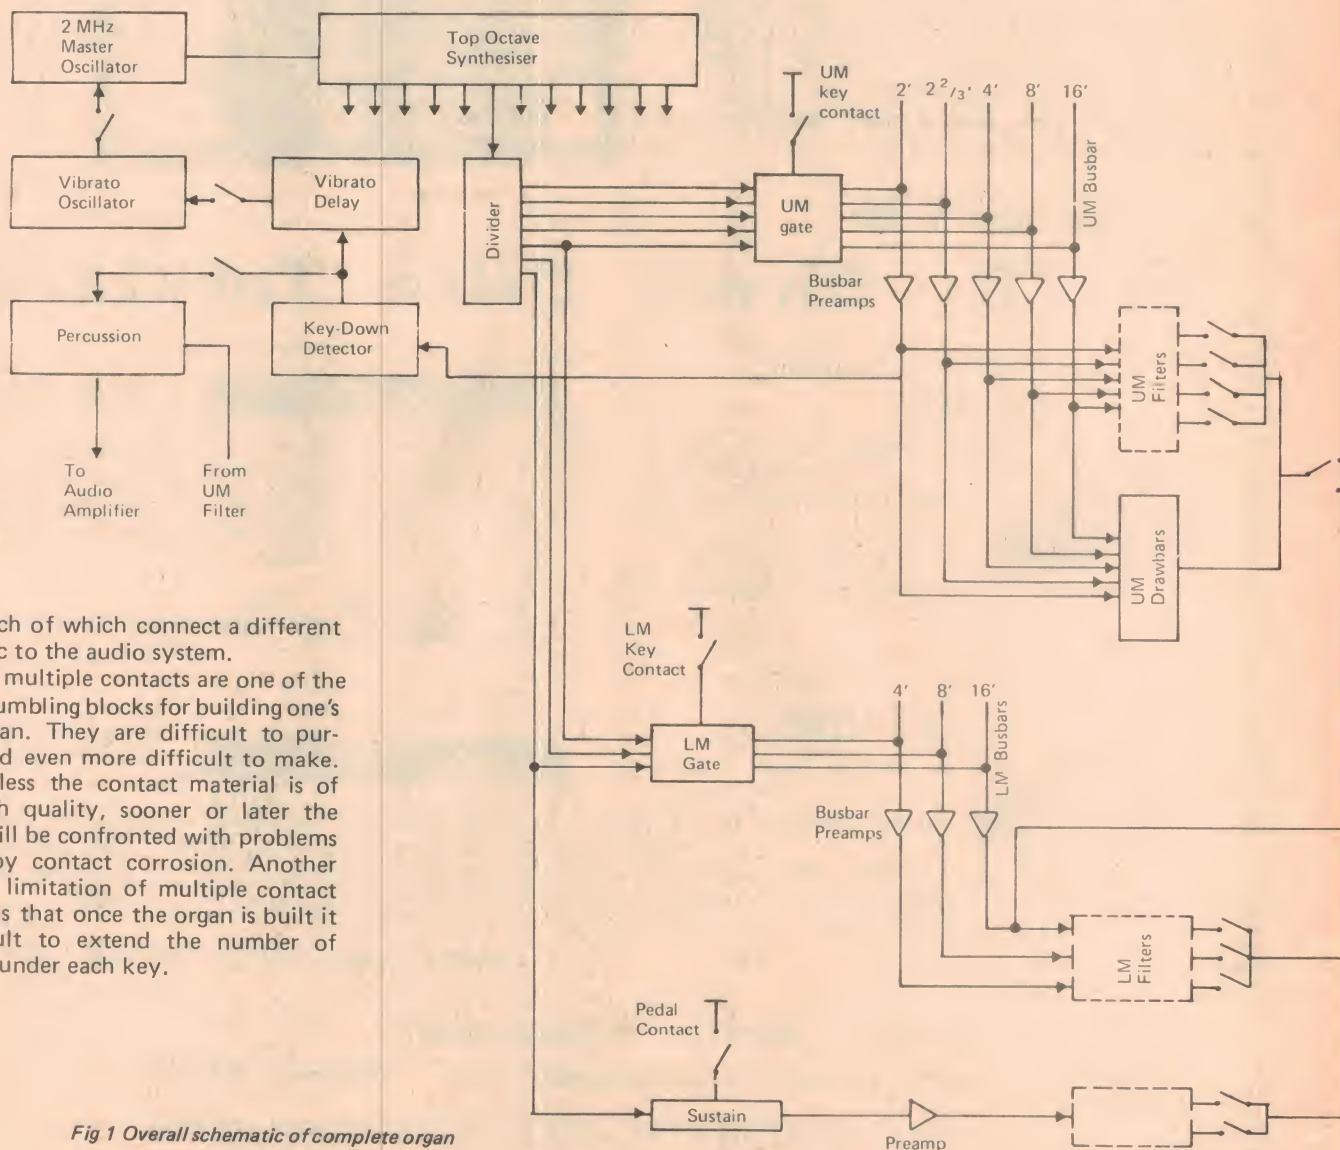 2 MHz
Master
Oscillator
Top Octave
Synthesiser
UM
key
contact
2' 2 2/3' 4' 8' 16'
Vibrato
Oscillator
Vibrato
Delay
Divider
UM
gate
UM Busbar
Busbar
Preamps
Percussion
Key-Down
Detector
UM
Filters
To
Audio
Amplifier
From
UM
Filter
UM
Drawbars
LM
Key
Contact
4' 8' 16'
LM
Gate
LM Busbars
Busbar
Preamps
LM
Filters
Pedal
Contact
Sustain
Preamp
ch of which connect a different
c to the audio system.
multiple contacts are one of the
umbling blocks for building one's
an. They are difficult to pur-
d even more difficult to make.
less the contact material is of
h quality, sooner or later the
ill be confronted with problems
by contact corrosion. Another
limitation of multiple contact
s that once the organ is built it
ult to extend the number of
under each key.
Fig 1 Overall schematic of complete organ